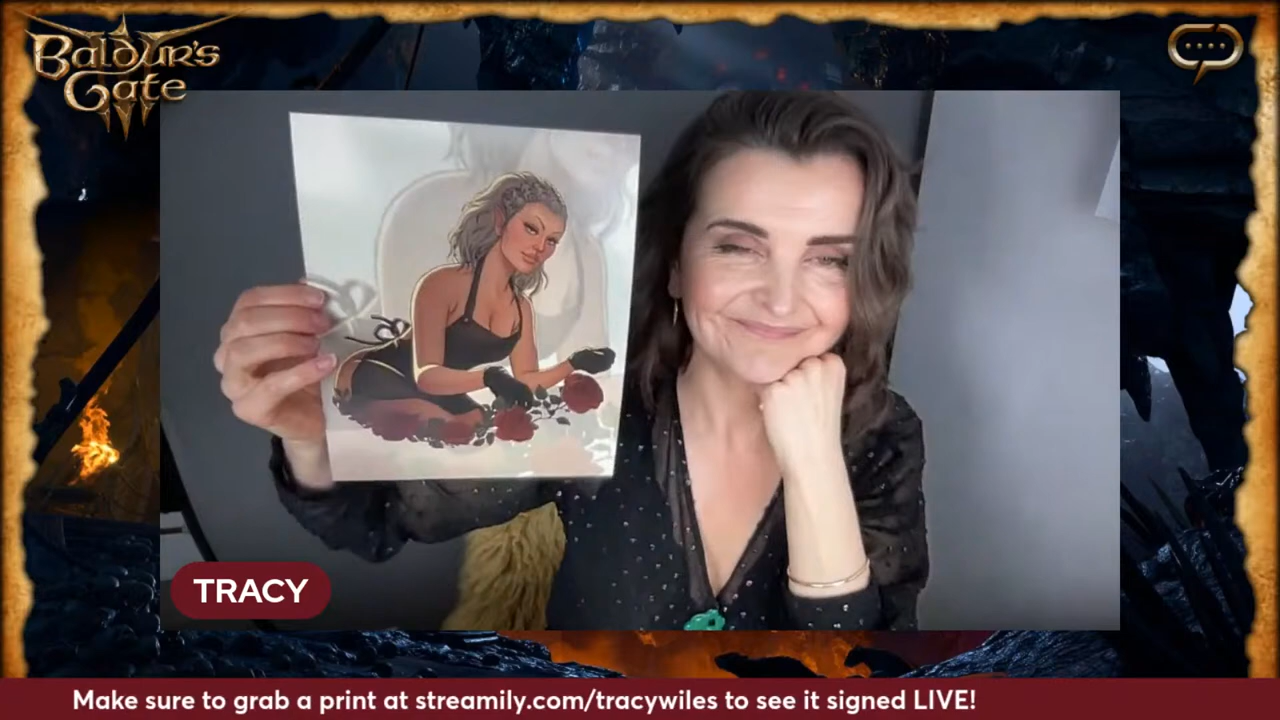 Baldur's
Gate
III
TRACY
Make sure to grab a print at streamily.com/tracywiles to see it signed LIVE!